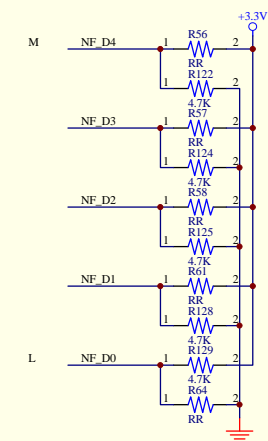 +3.3V
M NF_D4 1 R56 2
RR
1 R122 2
4.7K
NF_D3 1 R57 2
RR
1 R124 2
4.7K
NF_D2 1 R58 2
RR
1 R125 2
4.7K
NF_D1 1 R61 2
RR
1 R128 2
4.7K
L NF_D0 1 R129 2
4.7K
1 R64 2
RR